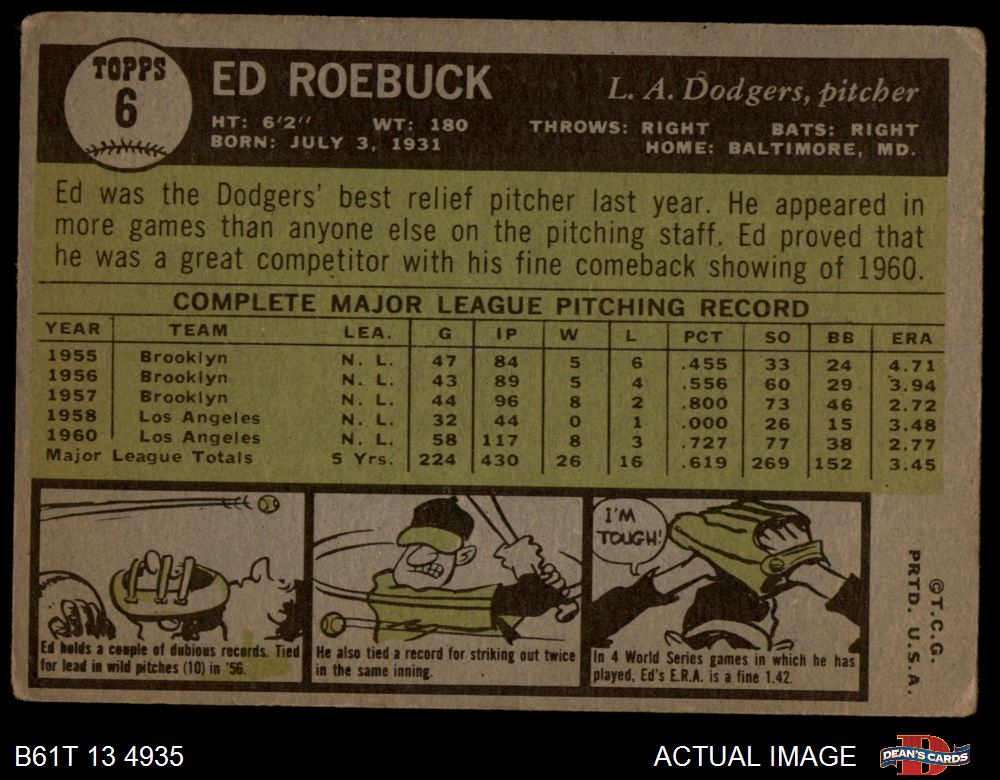 TOPPS
6
ED ROEBUCK
L. A. Dodgers, pitcher
HT: 6'2" WT: 180 THROWS: RIGHT BATS: RIGHT
BORN: JULY 3, 1931 HOME: BALTIMORE, MD.
Ed was the Dodgers' best relief pitcher last year. He appeared in
more games than anyone else on the pitching staff. Ed proved that
he was a great competitor with his fine comeback showing of 1960.
COMPLETE MAJOR LEAGUE PITCHING RECORD
YEAR TEAM LEA. G IP W L PCT SO BB ERA
1955 Brooklyn N. L. 47 84 5 6 .455 33 24 4.71
1956 Brooklyn N. L. 43 89 5 4 .556 60 29 3.94
1957 Brooklyn N. L. 44 96 8 2 .800 73 46 2.72
1958 Los Angeles N. L. 32 44 0 1 .000 26 15 3.48
1960 Los Angeles N. L. 58 117 8 3 .727 77 38 2.77
Major League Totals 5 Yrs. 224 430 26 16 .619 269 152 3.45
I'M
TOUGH!
Ed holds a couple of dubious records. Tied
for lead in wild pitches (10) in '56.
He also tied a record for striking out twice
in the same inning.
In 4 World Series games in which he has
played, Ed's E.R.A. is a fine 1.42.
©T.C.G.
PRTD. U.S.A.
B61T 13 4935
ACTUAL IMAGE
DEAN'S CARDS